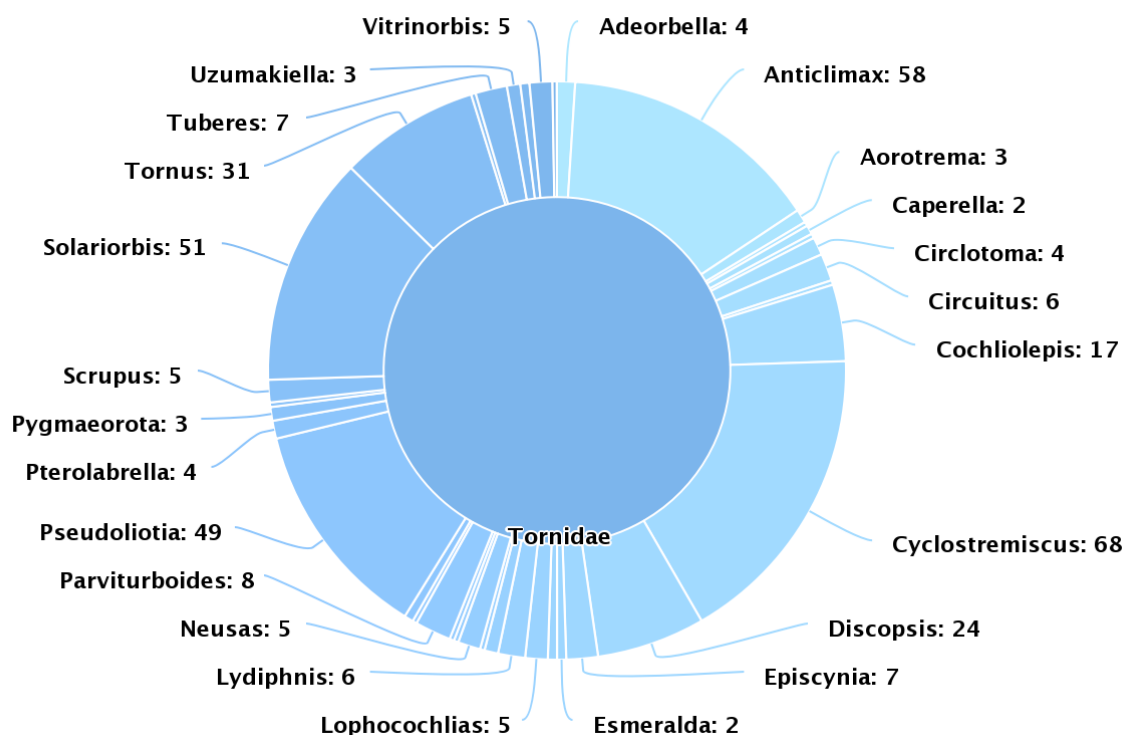 Vitrinorbis: 5
Adeorbella: 4
Uzumakiella: 3
Anticlimax: 58
Tuberes: 7
Aorotrema: 3
Tornus: 31
Caperella: 2
Solariorbis: 51
Circlotoma: 4
Circuitus: 6
Cochliolepis: 17
Scrupus: 5
Pygmaeorota: 3
Pterolabrella: 4
Pseudoliotia: 49
Tornidae
Cyclostremiscus: 68
Parviturboides: 8
Neusas: 5
Discopsis: 24
Lydiphnis: 6
Episcynia: 7
Lophocochlias: 5
Esmeralda: 2